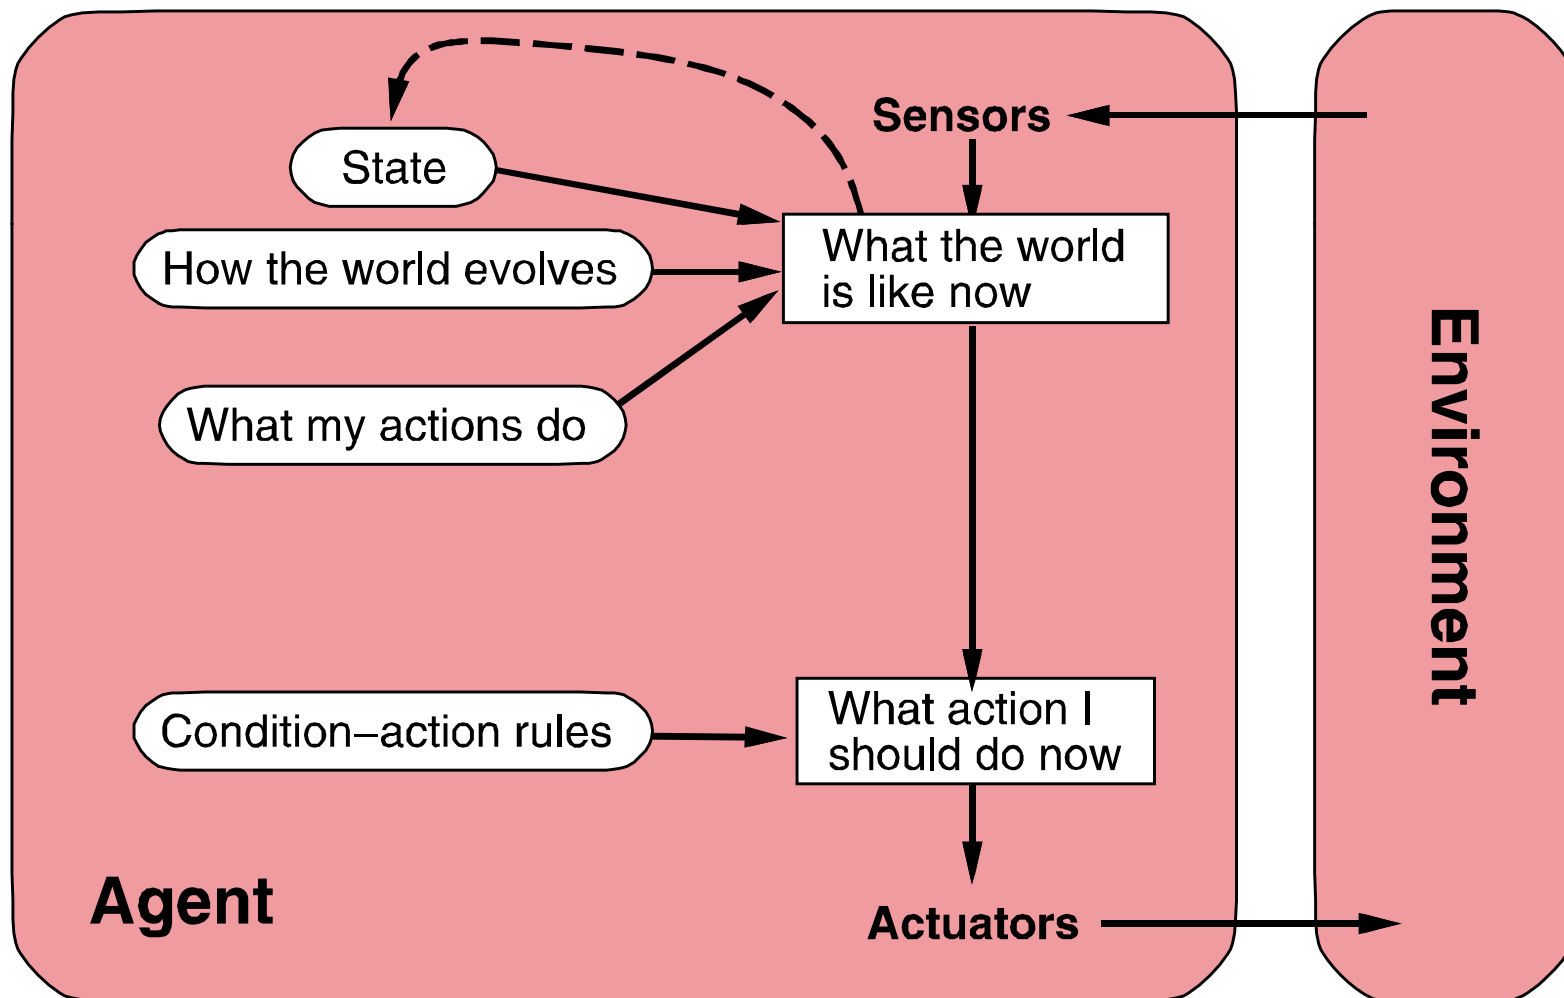 Sensors
State
What the world
is like now
How the world evolves
What my actions do
Environment
Condition–action rules
What action I
should do now
Agent
Actuators